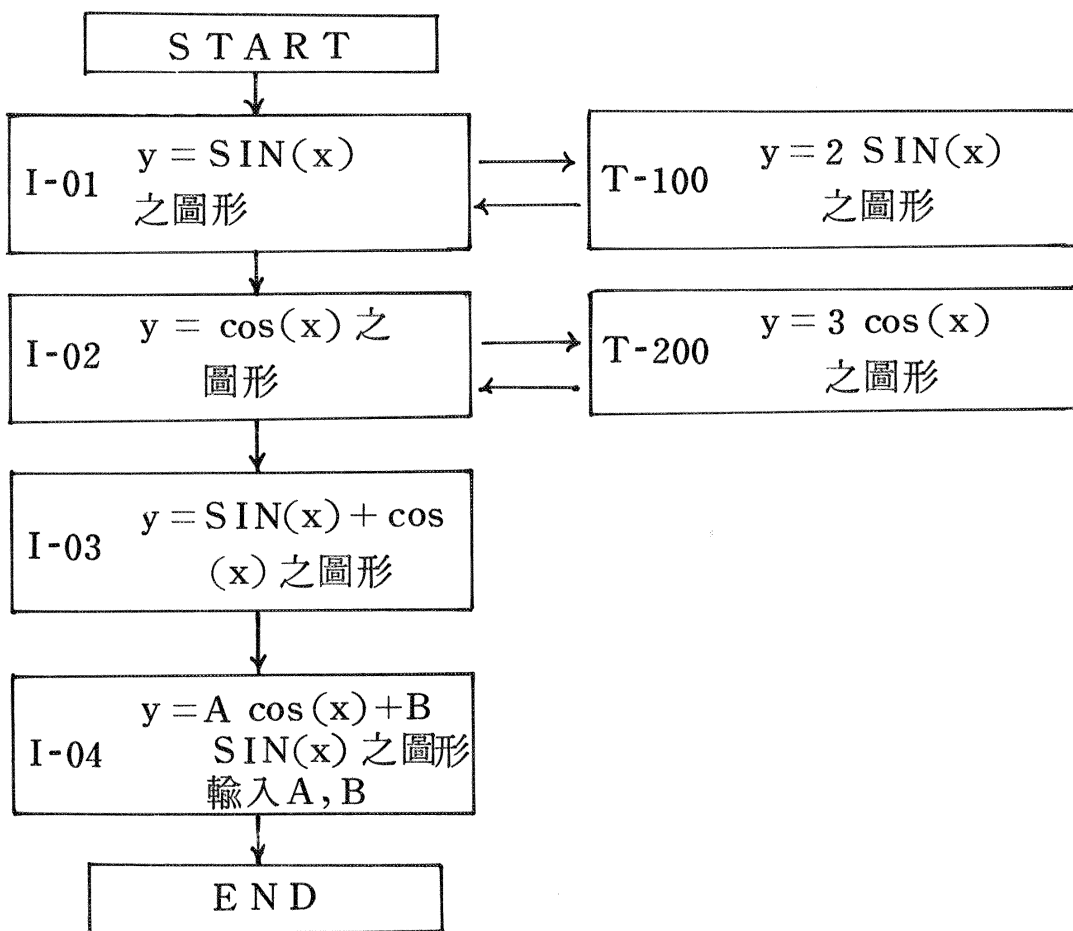 START
I-01
y = SIN(x)
之圖形
T-100
y = 2 SIN(x)
之圖形
I-02
y = cos(x) 之
圖形
T-200
y = 3 cos(x)
之圖形
I-03
y = SIN(x) + cos
(x) 之圖形
I-04
y = A cos(x) + B
SIN(x) 之圖形
輸入A, B
END